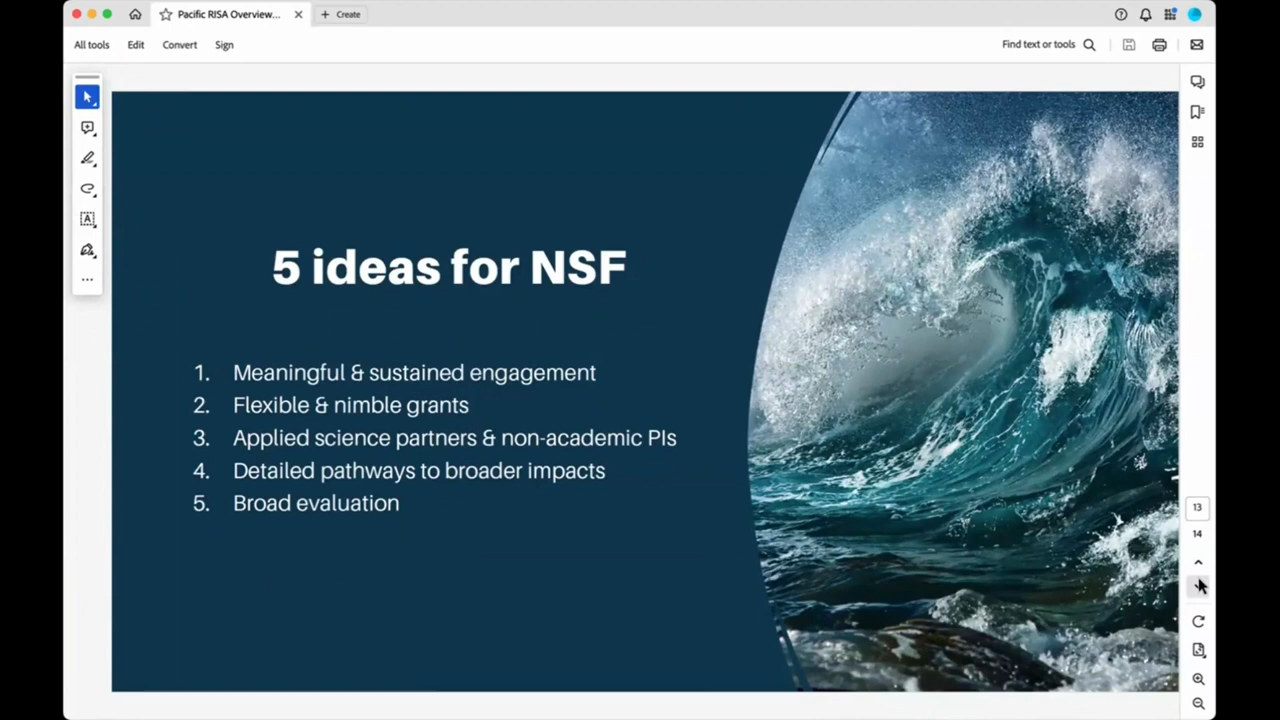 Pacific RISA Overview...
Create
All tools
Edit
Convert
Sign
Find text or tools
5 ideas for NSF
1. Meaningful & sustained engagement
2. Flexible & nimble grants
3. Applied science partners & non-academic PIs
4. Detailed pathways to broader impacts
5. Broad evaluation
13
14